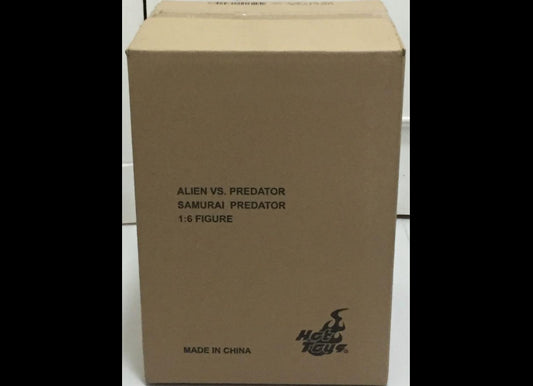 ALIEN VS. PREDATOR
SAMURAI PREDATOR
1:6 FIGURE
Hot
Toys
MADE IN CHINA